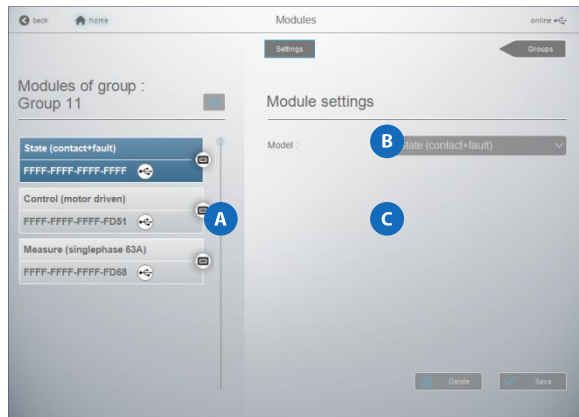 back
home
Modules
online
Settings
Groups
Modules of group :
Group 11
Module settings
State (contact+fault)
FFFF-FFFF-FFFF-FFFF
Control (motor driven)
FFFF-FFFF-FFFF-FD51
Measure (singlephase 63A)
FFFF-FFFF-FFFF-FD68
A
Model :
B
State (contact+fault)
C
Delete
Save